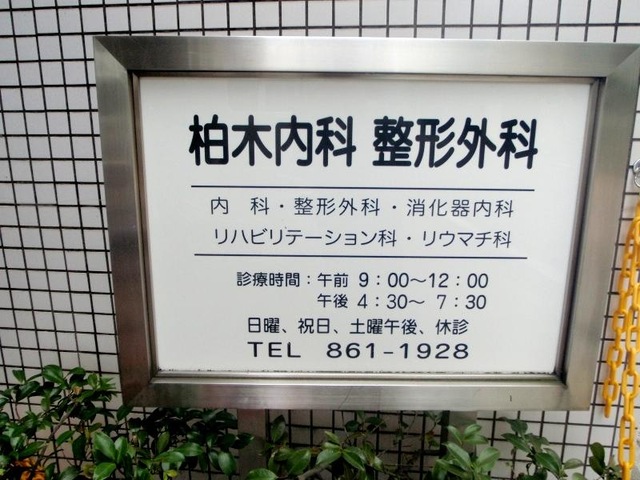 柏木内科 整形外科
内 科・整形外科・消化器内科
リハビリテーション科・リウマチ科
診療時間：午前 9：00～12：00
午後 4：30～ 7：30
日曜、祝日、土曜午後、休診
TEL 861-1928